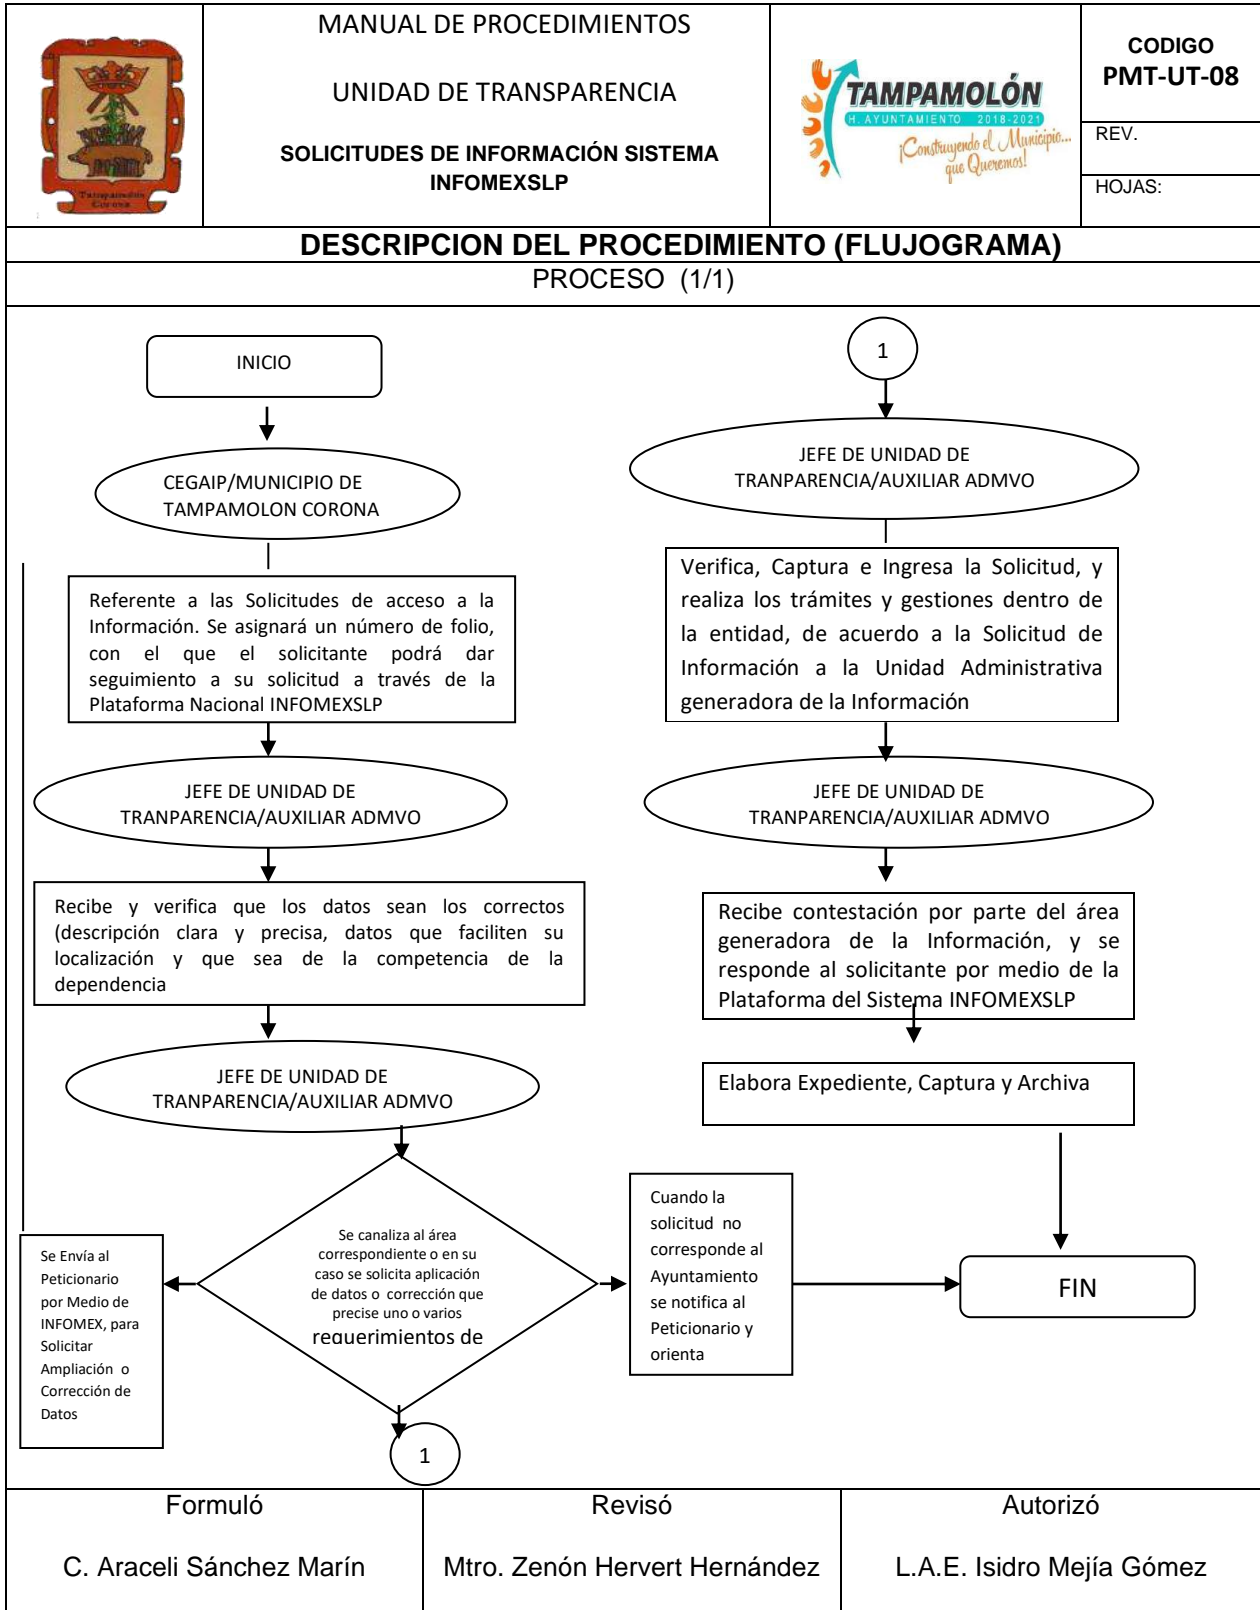 MANUAL DE PROCEDIMIENTOS
UNIDAD DE TRANSPARENCIA
SOLICITUDES DE INFORMACIÓN SISTEMA
INFOMEXSLP
Tampamolón
Corona
TAMPAMOLÓN
H. AYUNTAMIENTO 2018-2021
¡Construyendo el Municipio...
que Queremos!
CODIGO
PMT-UT-08
REV.
HOJAS:
DESCRIPCION DEL PROCEDIMIENTO (FLUJOGRAMA)
PROCESO (1/1)
INICIO
CEGAIP/MUNICIPIO DE
TAMPAMOLON CORONA
Referente a las Solicitudes de acceso a la
Información. Se asignará un número de folio,
con el que el solicitante podrá dar
seguimiento a su solicitud a través de la
Plataforma Nacional INFOMEXSLP
JEFE DE UNIDAD DE
TRANPARENCIA/AUXILIAR ADMVO
Recibe y verifica que los datos sean los correctos
(descripción clara y precisa, datos que faciliten su
localización y que sea de la competencia de la
dependencia
JEFE DE UNIDAD DE
TRANPARENCIA/AUXILIAR ADMVO
Se canaliza al área
correspondiente o en su
caso se solicita aplicación
de datos o corrección que
precise uno o varios
requerimientos de
Se Envía al
Peticionario
por Medio de
INFOMEX, para
Solicitar
Ampliación o
Corrección de
Datos
Cuando la
solicitud no
corresponde al
Ayuntamiento
se notifica al
Peticionario y
orienta
1
1
JEFE DE UNIDAD DE
TRANPARENCIA/AUXILIAR ADMVO
Verifica, Captura e Ingresa la Solicitud, y
realiza los trámites y gestiones dentro de
la entidad, de acuerdo a la Solicitud de
Información a la Unidad Administrativa
generadora de la Información
JEFE DE UNIDAD DE
TRANPARENCIA/AUXILIAR ADMVO
Recibe contestación por parte del área
generadora de la Información, y se
responde al solicitante por medio de la
Plataforma del Sistema INFOMEXSLP
Elabora Expediente, Captura y Archiva
FIN
Formuló
C. Araceli Sánchez Marín
Revisó
Mtro. Zenón Hervert Hernández
Autorizó
L.A.E. Isidro Mejía Gómez